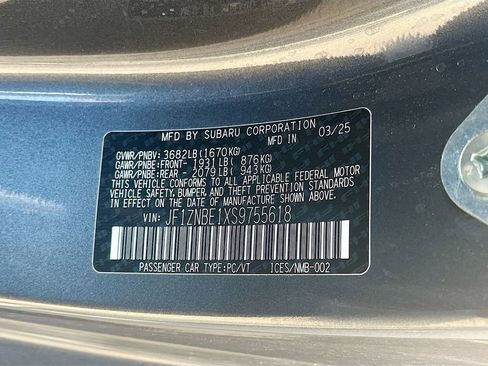 MFD BY SUBARU CORPORATION 03/25
GVWR/PNBV: 3682LB(1670KG)
GAWR/PNBE: FRONT- 1931LB( 876KG)
GAWR/PNBE: REAR - 2079LB( 943KG)
THIS VEHICLE CONFORMS TO ALL APPLICABLE FEDERAL MOTOR
VEHICLE SAFETY, BUMPER, AND THEFT PREVENTION STANDARDS
IN EFFECT ON THE DATE OF MANUFACTURE SHOWN ABOVE.
VIN: JF1ZNBE1XS9755618
PASSENGER CAR TYPE:PC/VT ICES/NMB-002